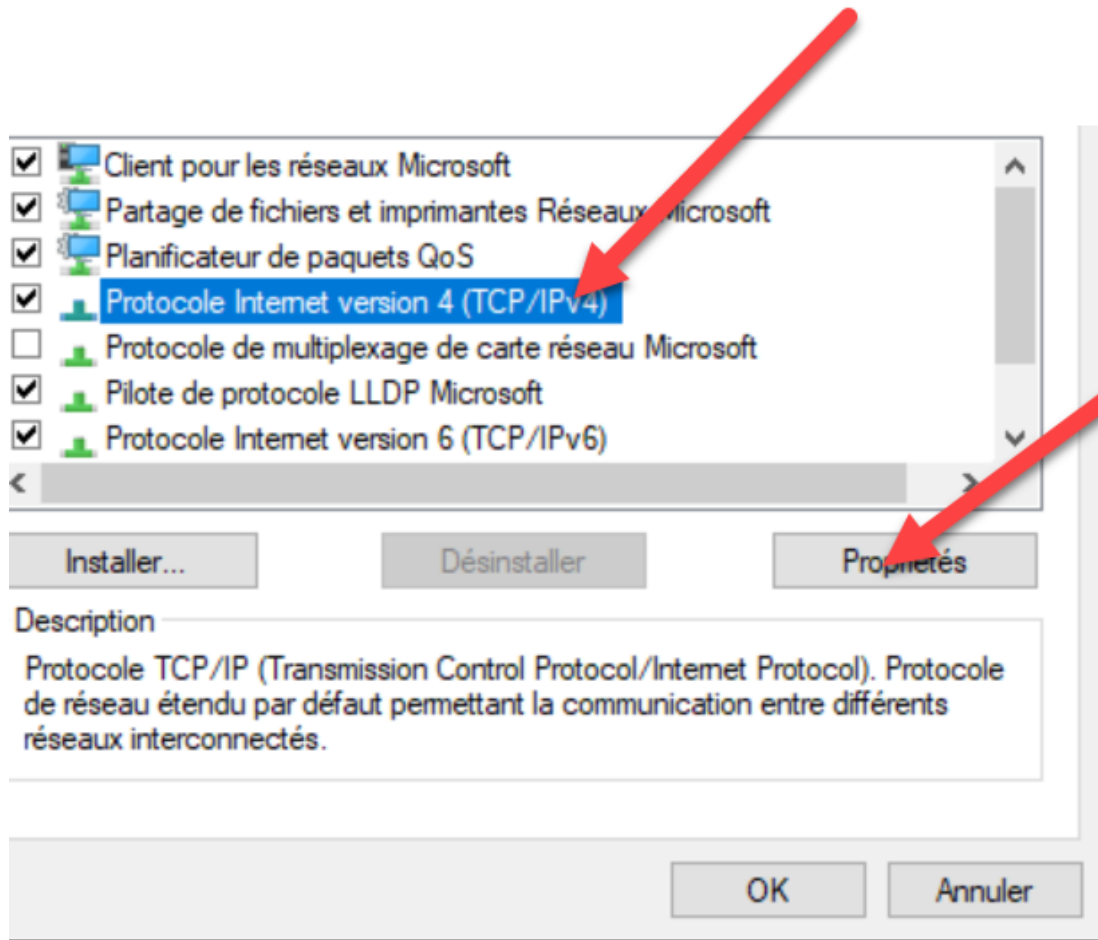 Client pour les réseaux Microsoft
Partage de fichiers et imprimantes Réseaux Microsoft
Planificateur de paquets QoS
Protocole Internet version 4 (TCP/IPv4)
Protocole de multiplexage de carte réseau Microsoft
Pilote de protocole LLDP Microsoft
Protocole Internet version 6 (TCP/IPv6)
Installer... Désinstaller Propriétés
Description
Protocole TCP/IP (Transmission Control Protocol/Internet Protocol). Protocole
de réseau étendu par défaut permettant la communication entre différents
réseaux interconnectés.
OK Annuler